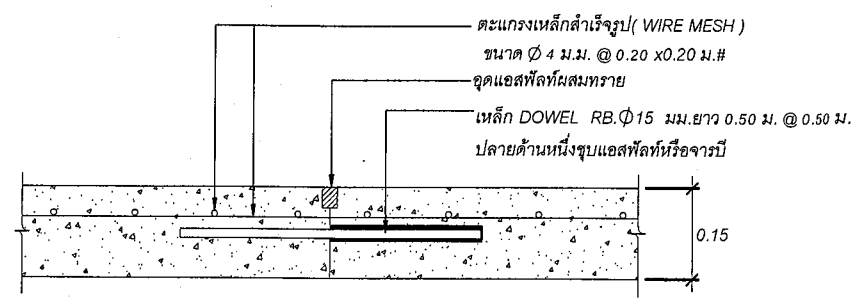 ตะแกรงเหล็กสำเร็จรูป( WIRE MESH )
ขนาด Ø 4 ม.ม. @ 0.20 x0.20 ม.#
อุดแอสฟัลท์ผสมทราย
เหล็ก DOWEL RB.Φ15 มม.ยาว 0.50 ม. @ 0.50 ม.
ปลายด้านหนึ่งชุบแอสฟัลท์หรือจารบี
0.15